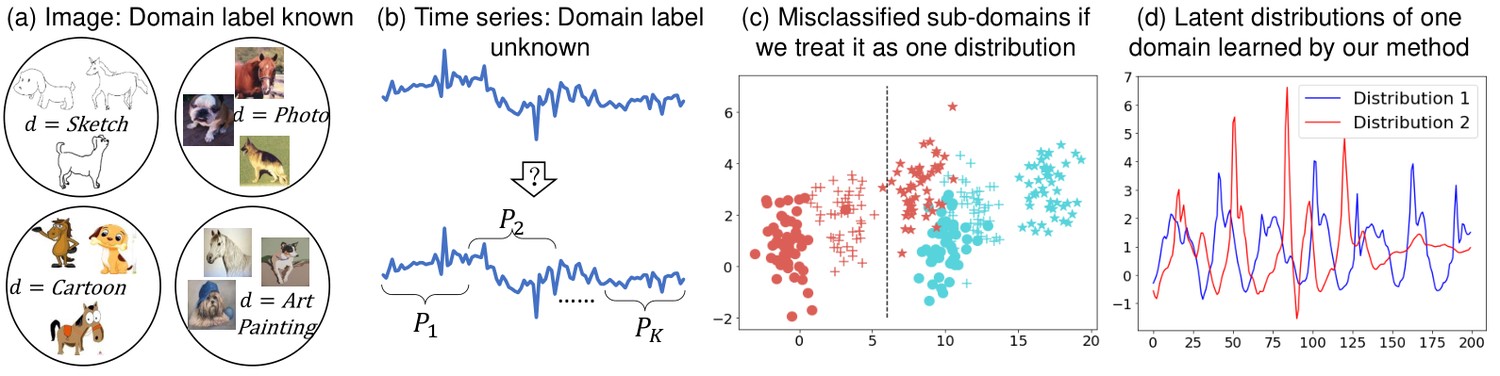 (a) Image: Domain label known
d = Sketch
d = Photo
d = Cartoon
d = Art
Painting
(b) Time series: Domain label
unknown
?
P2
......
P1
PK
(c) Misclassified sub-domains if
we treat it as one distribution
6
4
2
0
−2
0
5
10
15
20
(d) Latent distributions of one
domain learned by our method
Distribution 1
Distribution 2
7
6
5
4
3
2
1
0
−1
0
25
50
75
100
125
150
175
200